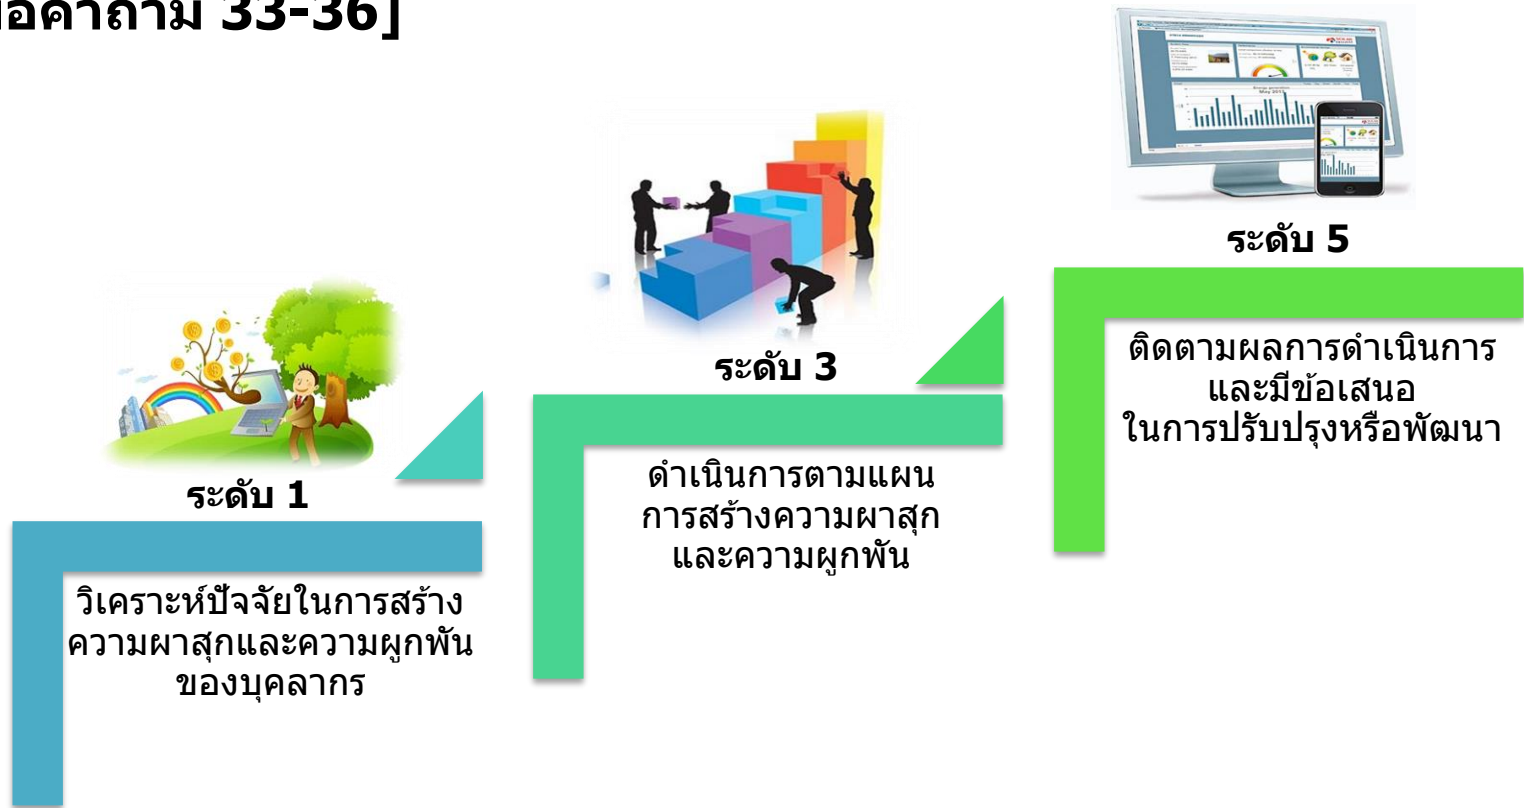 33-36]
ระดับ 5
ติดตามผลการดำเนินการ
และมีข้อเสนอ
ในการปรับปรุงหรือพัฒนา
ระดับ 3
ดำเนินการตามแผน
การสร้างความผาสุก
และความผูกพัน
ระดับ 1
วิเคราะห์ปัจจัยในการสร้าง
ความผาสุกและความผูกพัน
ของบุคลากร